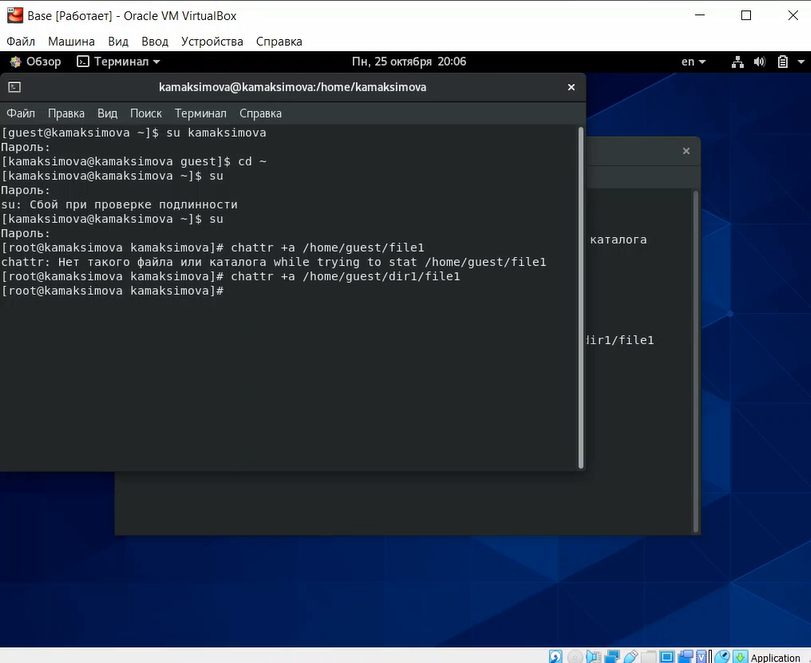 Base [Работает] - Oracle VM VirtualBox
Файл Машина Вид Ввод Устройства Справка
Обзор Терминал Пн, 25 октября 20:06 en
kamaksimova@kamaksimova:/home/kamaksimova
Файл Правка Вид Поиск Терминал Справка
[guest@kamaksimova ~]$ su kamaksimova
Пароль:
[kamaksimova@kamaksimova guest]$ cd ~
[kamaksimova@kamaksimova ~]$ su
Пароль:
su: Сбой при проверке подлинности
[kamaksimova@kamaksimova ~]$ su
Пароль:
[root@kamaksimova kamaksimova]# chattr +a /home/guest/file1
chattr: Нет такого файла или каталога while trying to stat /home/guest/file1
[root@kamaksimova kamaksimova]# chattr +a /home/guest/dir1/file1
[root@kamaksimova kamaksimova]#
каталога
dir1/file1
Application